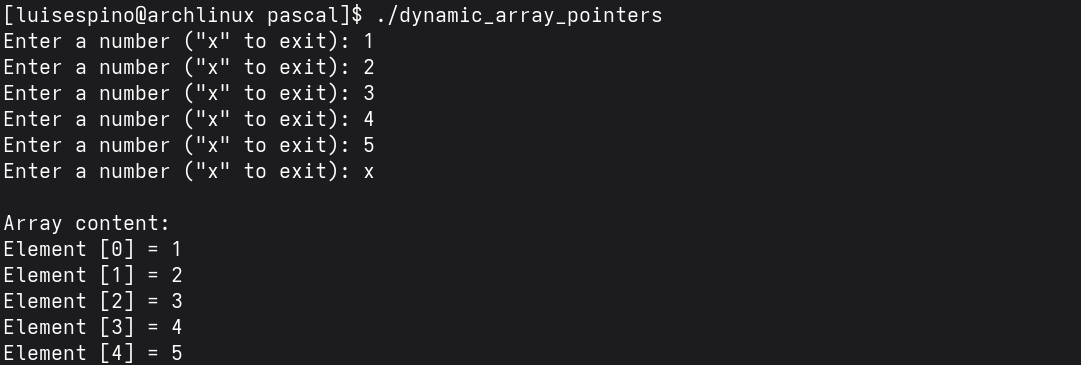 [luisespino@archlinux pascal]$ ./dynamic_array_pointers
Enter a number ("x" to exit): 1
Enter a number ("x" to exit): 2
Enter a number ("x" to exit): 3
Enter a number ("x" to exit): 4
Enter a number ("x" to exit): 5
Enter a number ("x" to exit): x
Array content:
Element [0] = 1
Element [1] = 2
Element [2] = 3
Element [3] = 4
Element [4] = 5